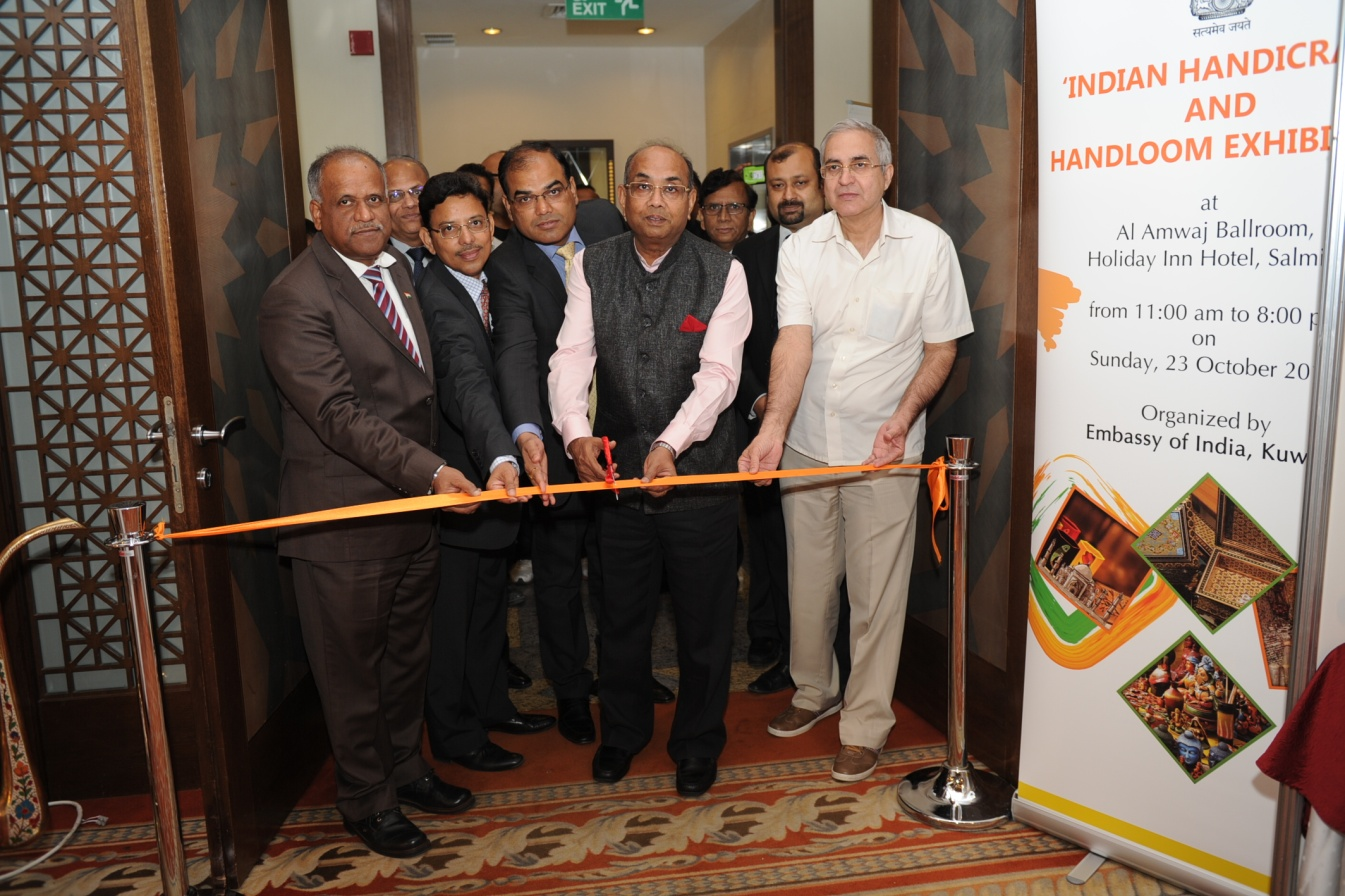 EXIT
सत्यमेव जयते
'INDIAN HANDICRA
AND
HANDLOOM EXHIBI
at
Al Amwaj Ballroom,
Holiday Inn Hotel, Salmi
from 11:00 am to 8:00 p
on
Sunday, 23 October 20
Organized by
Embassy of India, Kuw